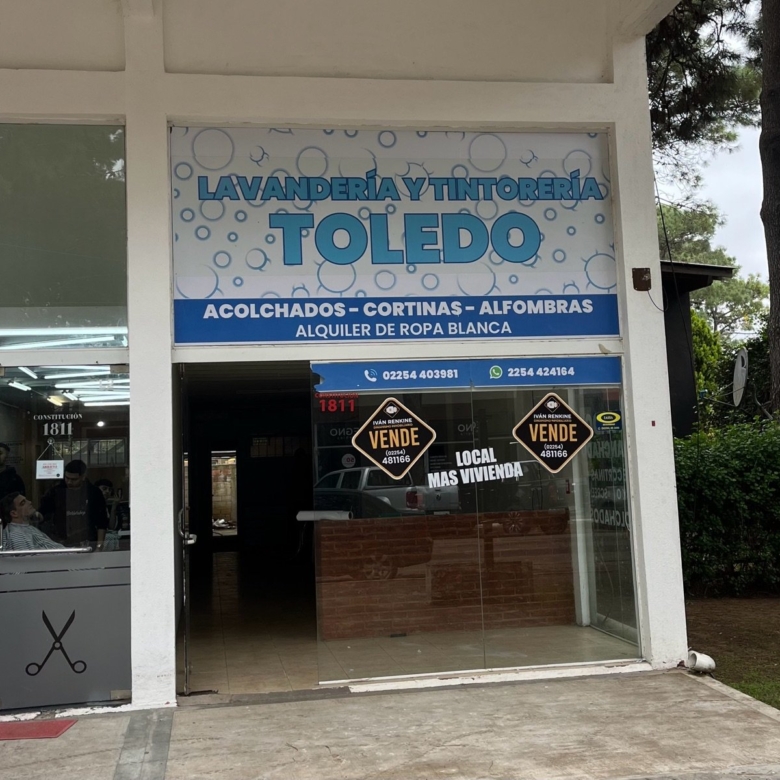 LAVANDERÍA Y TINTORERÍA
TOLEDO
ACOLCHADOS - CORTINAS - ALFOMBRAS
ALQUILER DE ROPA BLANCA
02254 403981
2254 424164
1811
IVÁN RENKINE
VENDE
(02254)
481166
LOCAL
MAS VIVIENDA
IVÁN RENKINE
VENDE
(02254)
481166
CONSTITUCIÓN
1811